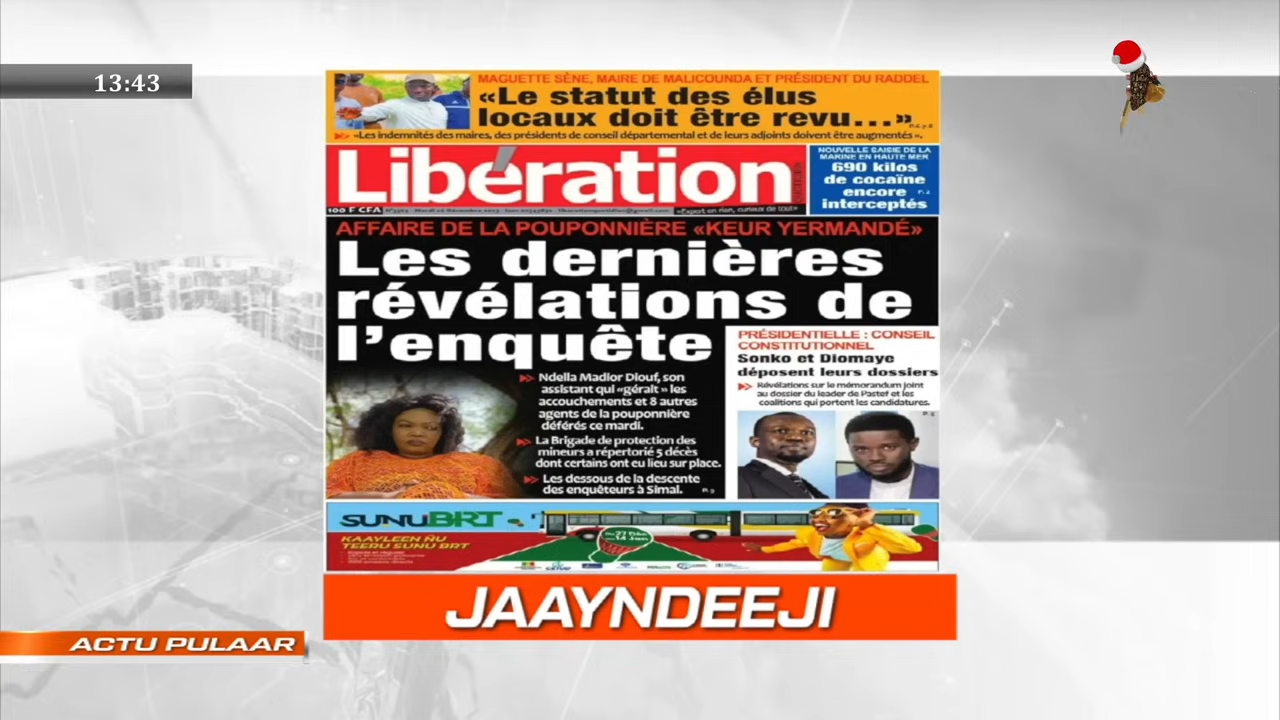 13:43
MAGUETTE SÈNE, MAIRE DE MALICOUNDA ET PRÉSIDENT DU RADDEL
«Le statut des élus
locaux doit être revu...»
«Les indemnités des maires, des présidents de conseil départemental et de leurs adjoints doivent être augmentés».
Libération
NOUVELLE SAISIE DE LA
MARINE EN HAUTE MER
690 kilos
de cocaïne
encore
interceptés
100 F CFA
«Expert en rien, curieux de tout»
AFFAIRE DE LA POUPONNIÈRE «KEUR YERMANDÉ»
Les dernières
révélations de
l'enquête
Ndella Madior Diouf, son
assistant qui «gérait» les
accouchements et 8 autres
agents de la pouponnière
déférés ce mardi.
La Brigade de protection des
mineurs a répertorié 5 décès
dont certains ont eu lieu sur place.
Les dessous de la descente
des enquêteurs à Simal.
PRÉSIDENTIELLE : CONSEIL
CONSTITUTIONNEL
Sonko et Diomaye
déposent leurs dossiers
Révélations sur le mémorandum joint
au dossier du leader de Pastef et les
coalitions qui portent les candidatures.
SUNUBRT
KAAYLEEN ÑU
TEERU SUNU BRT
JAAYNDEEJI
ACTU PULAAR